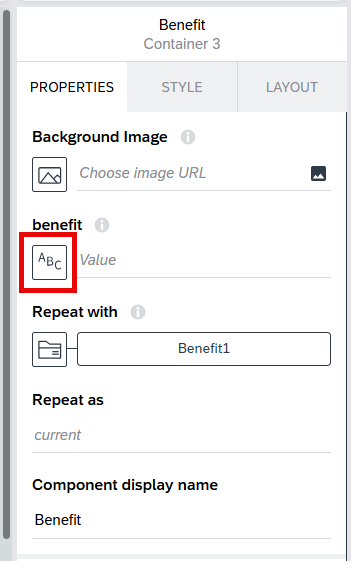 Benefit
Container 3
PROPERTIES STYLE LAYOUT
Background Image i
Choose image URL
benefit i
ABC Value
Repeat with i
Benefit1
Repeat as
current
Component display name
Benefit